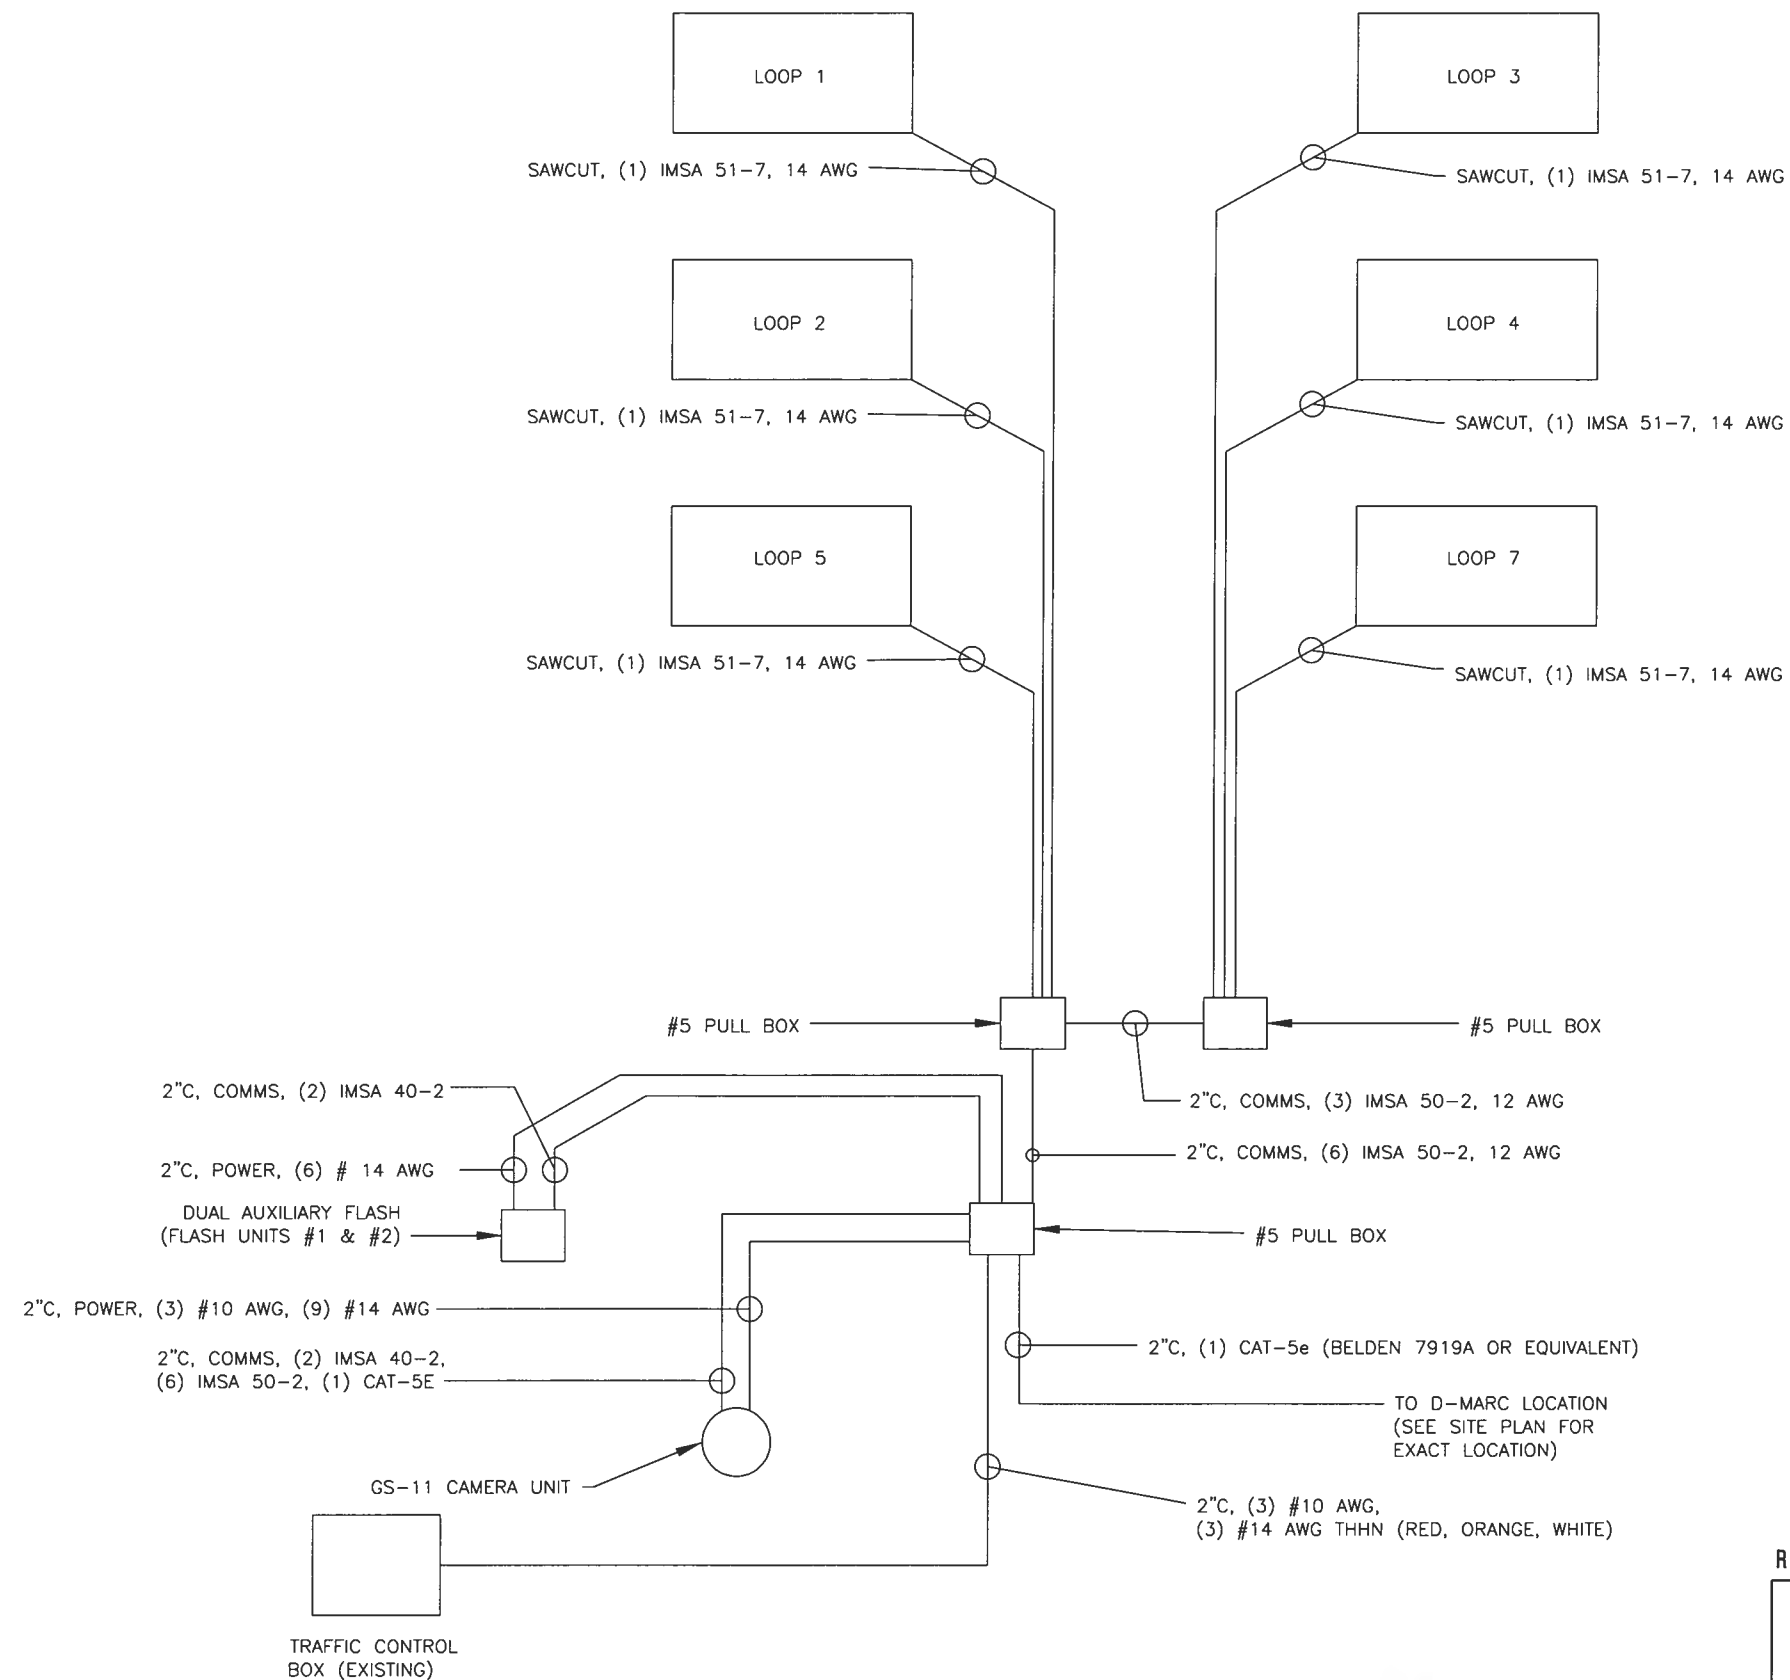 LOOP 1
LOOP 3
SAWCUT, (1) IMSA 51-7, 14 AWG
SAWCUT, (1) IMSA 51-7, 14 AWG
LOOP 2
LOOP 4
SAWCUT, (1) IMSA 51-7, 14 AWG
SAWCUT, (1) IMSA 51-7, 14 AWG
LOOP 5
LOOP 7
SAWCUT, (1) IMSA 51-7, 14 AWG
SAWCUT, (1) IMSA 51-7, 14 AWG
#5 PULL BOX
#5 PULL BOX
2"C, COMMS, (2) IMSA 40-2
2"C, COMMS, (3) IMSA 50-2, 12 AWG
2"C, COMMS, (6) IMSA 50-2, 12 AWG
2"C, POWER, (6) # 14 AWG
DUAL AUXILIARY FLASH
(FLASH UNITS #1 & #2)
#5 PULL BOX
2"C, POWER, (3) #10 AWG, (9) #14 AWG
2"C, (1) CAT-5e (BELDEN 7919A OR EQUIVALENT)
2"C, COMMS, (2) IMSA 40-2,
(6) IMSA 50-2, (1) CAT-5E
TO D-MARC LOCATION
(SEE SITE PLAN FOR
EXACT LOCATION)
GS-11 CAMERA UNIT
2"C, (3) #10 AWG,
(3) #14 AWG THHN (RED, ORANGE, WHITE)
R
TRAFFIC CONTROL
BOX (EXISTING)